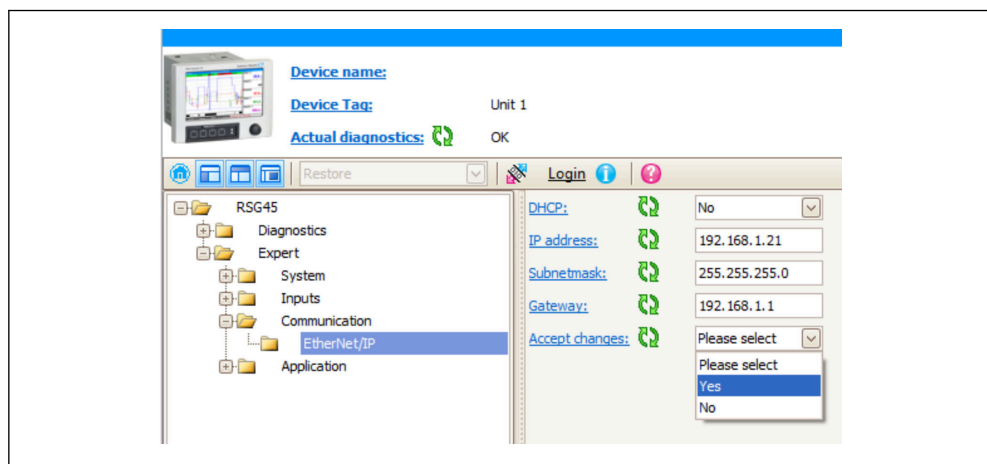 Device name:
Device Tag: Unit 1
Actual diagnostics: OK
Restore Login
RSG45
Diagnostics
Expert
System
Inputs
Communication
EtherNet/IP
Application
DHCP: No
IP address: 192.168.1.21
Subnetmask: 255.255.255.0
Gateway: 192.168.1.1
Accept changes: Please select
Please select
Yes
No